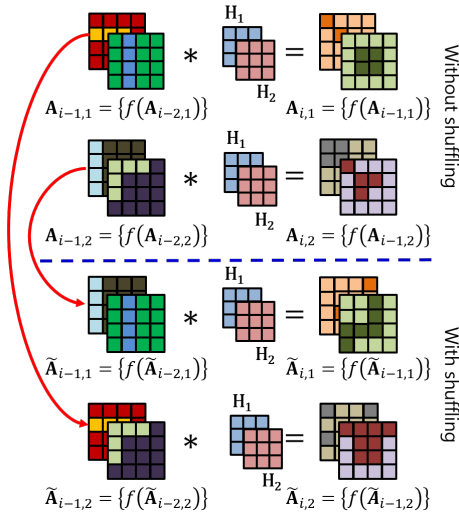 H₁
∗ =
H₂
A_{i−1,1} = {f(A_{i−2,1})} A_{i,1} = {f(A_{i−1,1})}
H₁
∗ =
H₂
A_{i−1,2} = {f(A_{i−2,2})} A_{i,2} = {f(A_{i−1,2})}
Without shuffling
H₁
∗ =
H₂
Ã_{i−1,1} = {f(Ã_{i−2,1})} Ã_{i,1} = {f(Ã_{i−1,1})}
H₁
∗ =
H₂
Ã_{i−1,2} = {f(Ã_{i−2,2})} Ã_{i,2} = {f(Ã_{i−1,2})}
With shuffling